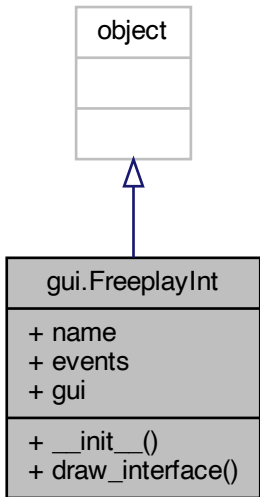 object
gui.FreeplayInt
+ name
+ events
+ gui
+ __init__()
+ draw_interface()